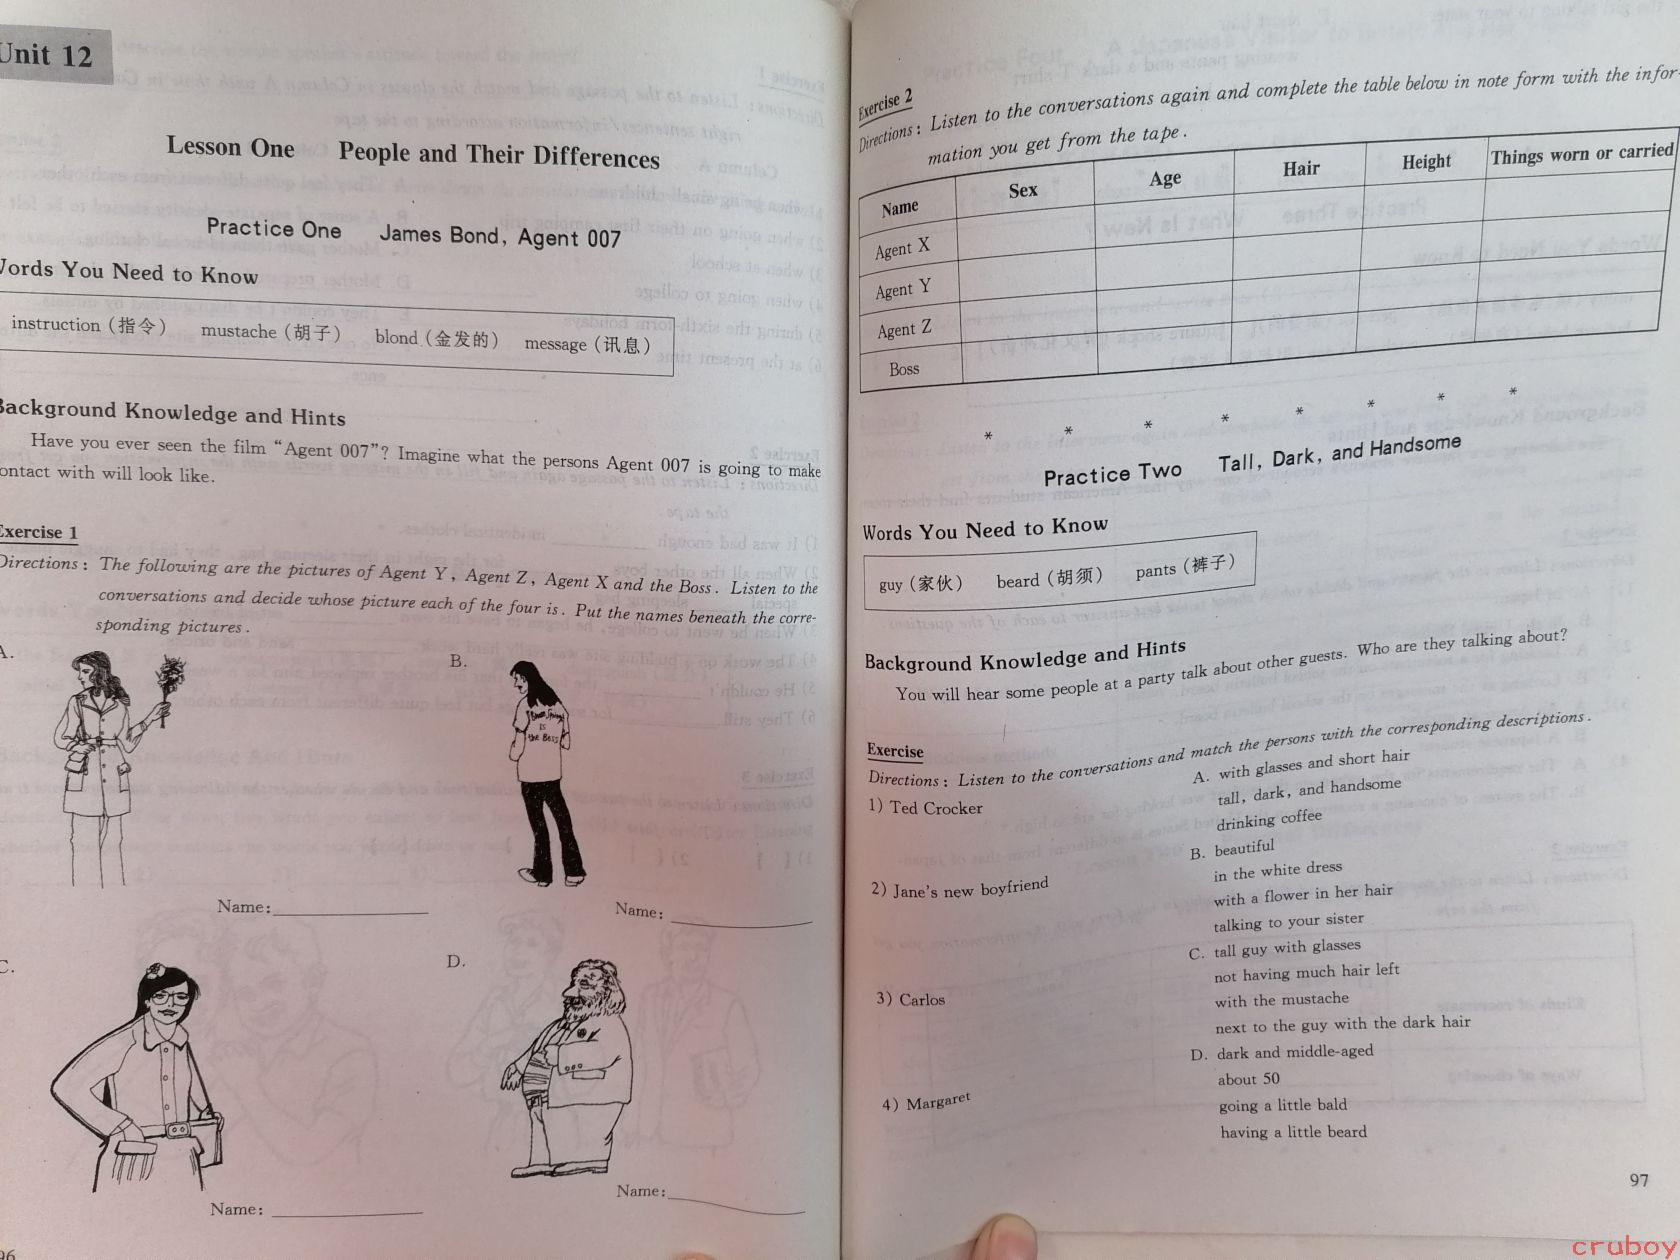 Unit 12
Lesson One People and Their Differences
Practice One James Bond, Agent 007
Words You Need to Know
instruction (指令) mustache (胡子) blond (金发的) message (讯息)
Background Knowledge and Hints
Have you ever seen the film “Agent 007”? Imagine what the persons Agent 007 is going to make
ontact with will look like.
Exercise 1
Directions: The following are the pictures of Agent Y, Agent Z, Agent X and the Boss. Listen to the
conversations and decide whose picture each of the four is. Put the names beneath the corre-
sponding pictures.
A.
B.
is
the Boss
Name:
Name:
C.
D.
Name:
Name:
96
Exercise 2
Directions: Listen to the conversations again and complete the table below in note form with the infor-
mation you get from the tape.
Name Sex Age Hair Height Things worn or carried
Agent X
Agent Y
Agent Z
Boss
* * * * * * * *
Practice Two Tall, Dark, and Handsome
Words You Need to Know
guy (家伙) beard (胡须) pants (裤子)
Background Knowledge and Hints
You will hear some people at a party talk about other guests. Who are they talking about?
Exercise
Directions: Listen to the conversations and match the persons with the corresponding descriptions.
1) Ted Crocker
A. with glasses and short hair
tall, dark, and handsome
drinking coffee
2) Jane's new boyfriend
B. beautiful
in the white dress
with a flower in her hair
talking to your sister
3) Carlos
C. tall guy with glasses
not having much hair left
with the mustache
next to the guy with the dark hair
4) Margaret
D. dark and middle-aged
about 50
going a little bald
having a little beard
97
cruboy